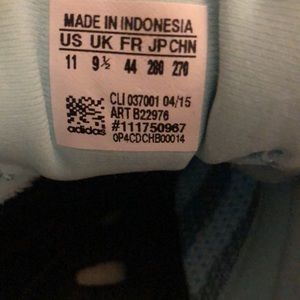 MADE IN INDONESIA
US UK FR JP CHN
11 9½ 44 280 270
CLI 037001 04/15
ART B22976
#111750967
adidas
0P4CDCHB00014